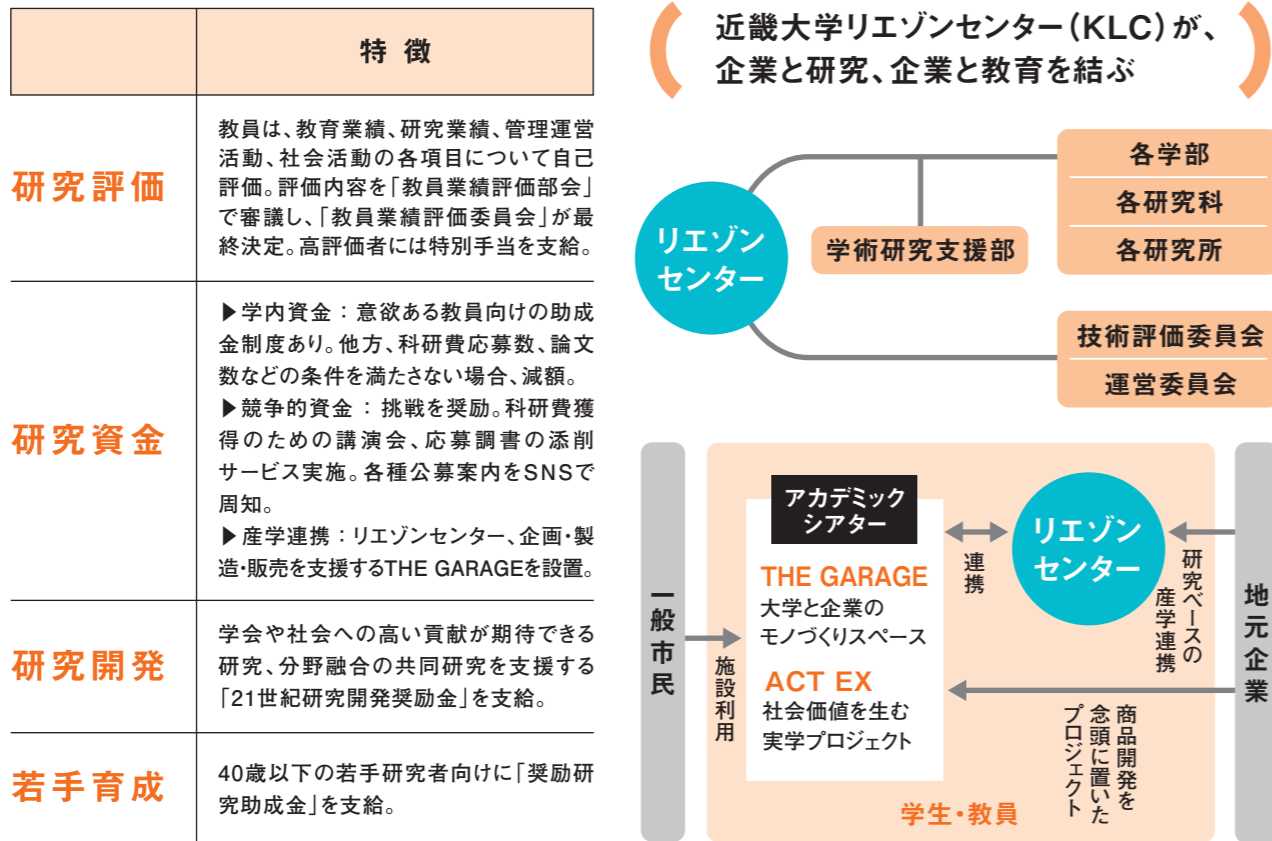 特 徴
研究評価
教員は、教育業績、研究業績、管理運営
活動、社会活動の各項目について自己
評価。評価内容を「教員業績評価部会」
で審議し、「教員業績評価委員会」が最
終決定。高評価者には特別手当を支給。
研究資金
▶学内資金：意欲ある教員向けの助成
金制度あり。他方、科研費応募数、論文
数などの条件を満たさない場合、減額。
▶競争的資金：挑戦を奨励。科研費獲
得のための講演会、応募調書の添削
サービス実施。各種公募案内をSNSで
周知。
▶産学連携：リエゾンセンター、企画・製
造・販売を支援するTHE GARAGEを設置。
研究開発
学会や社会への高い貢献が期待できる
研究、分野融合の共同研究を支援する
「21世紀研究開発奨励金」を支給。
若手育成
40歳以下の若手研究者向けに「奨励研
究助成金」を支給。
近畿大学リエゾンセンター（KLC）が、
企業と研究、企業と教育を結ぶ
リエゾン
センター
学術研究支援部
各学部
各研究科
各研究所
技術評価委員会
運営委員会
一般市民
施設利用
アカデミック
シアター
THE GARAGE
大学と企業の
モノづくりスペース
ACT EX
社会価値を生む
実学プロジェクト
連携
リエゾン
センター
研究ベースの
産学連携
商品開発を
念頭に置いた
プロジェクト
地元企業
学生・教員